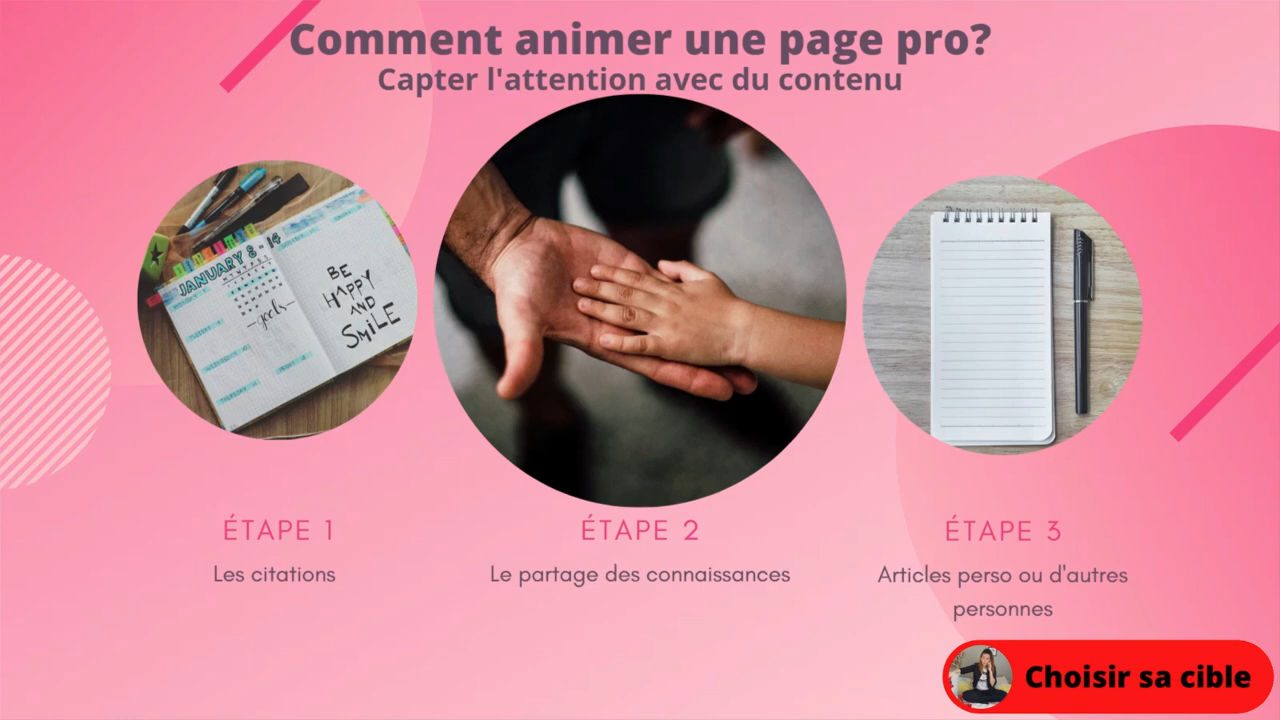 Comment animer une page pro?
Capter l'attention avec du contenu
JANUARY 8-14
goals
BE
HAPPY
AND
SMiLE
ÉTAPE 1
Les citations
ÉTAPE 2
Le partage des connaissances
ÉTAPE 3
Articles perso ou d'autres
personnes
Choisir sa cible